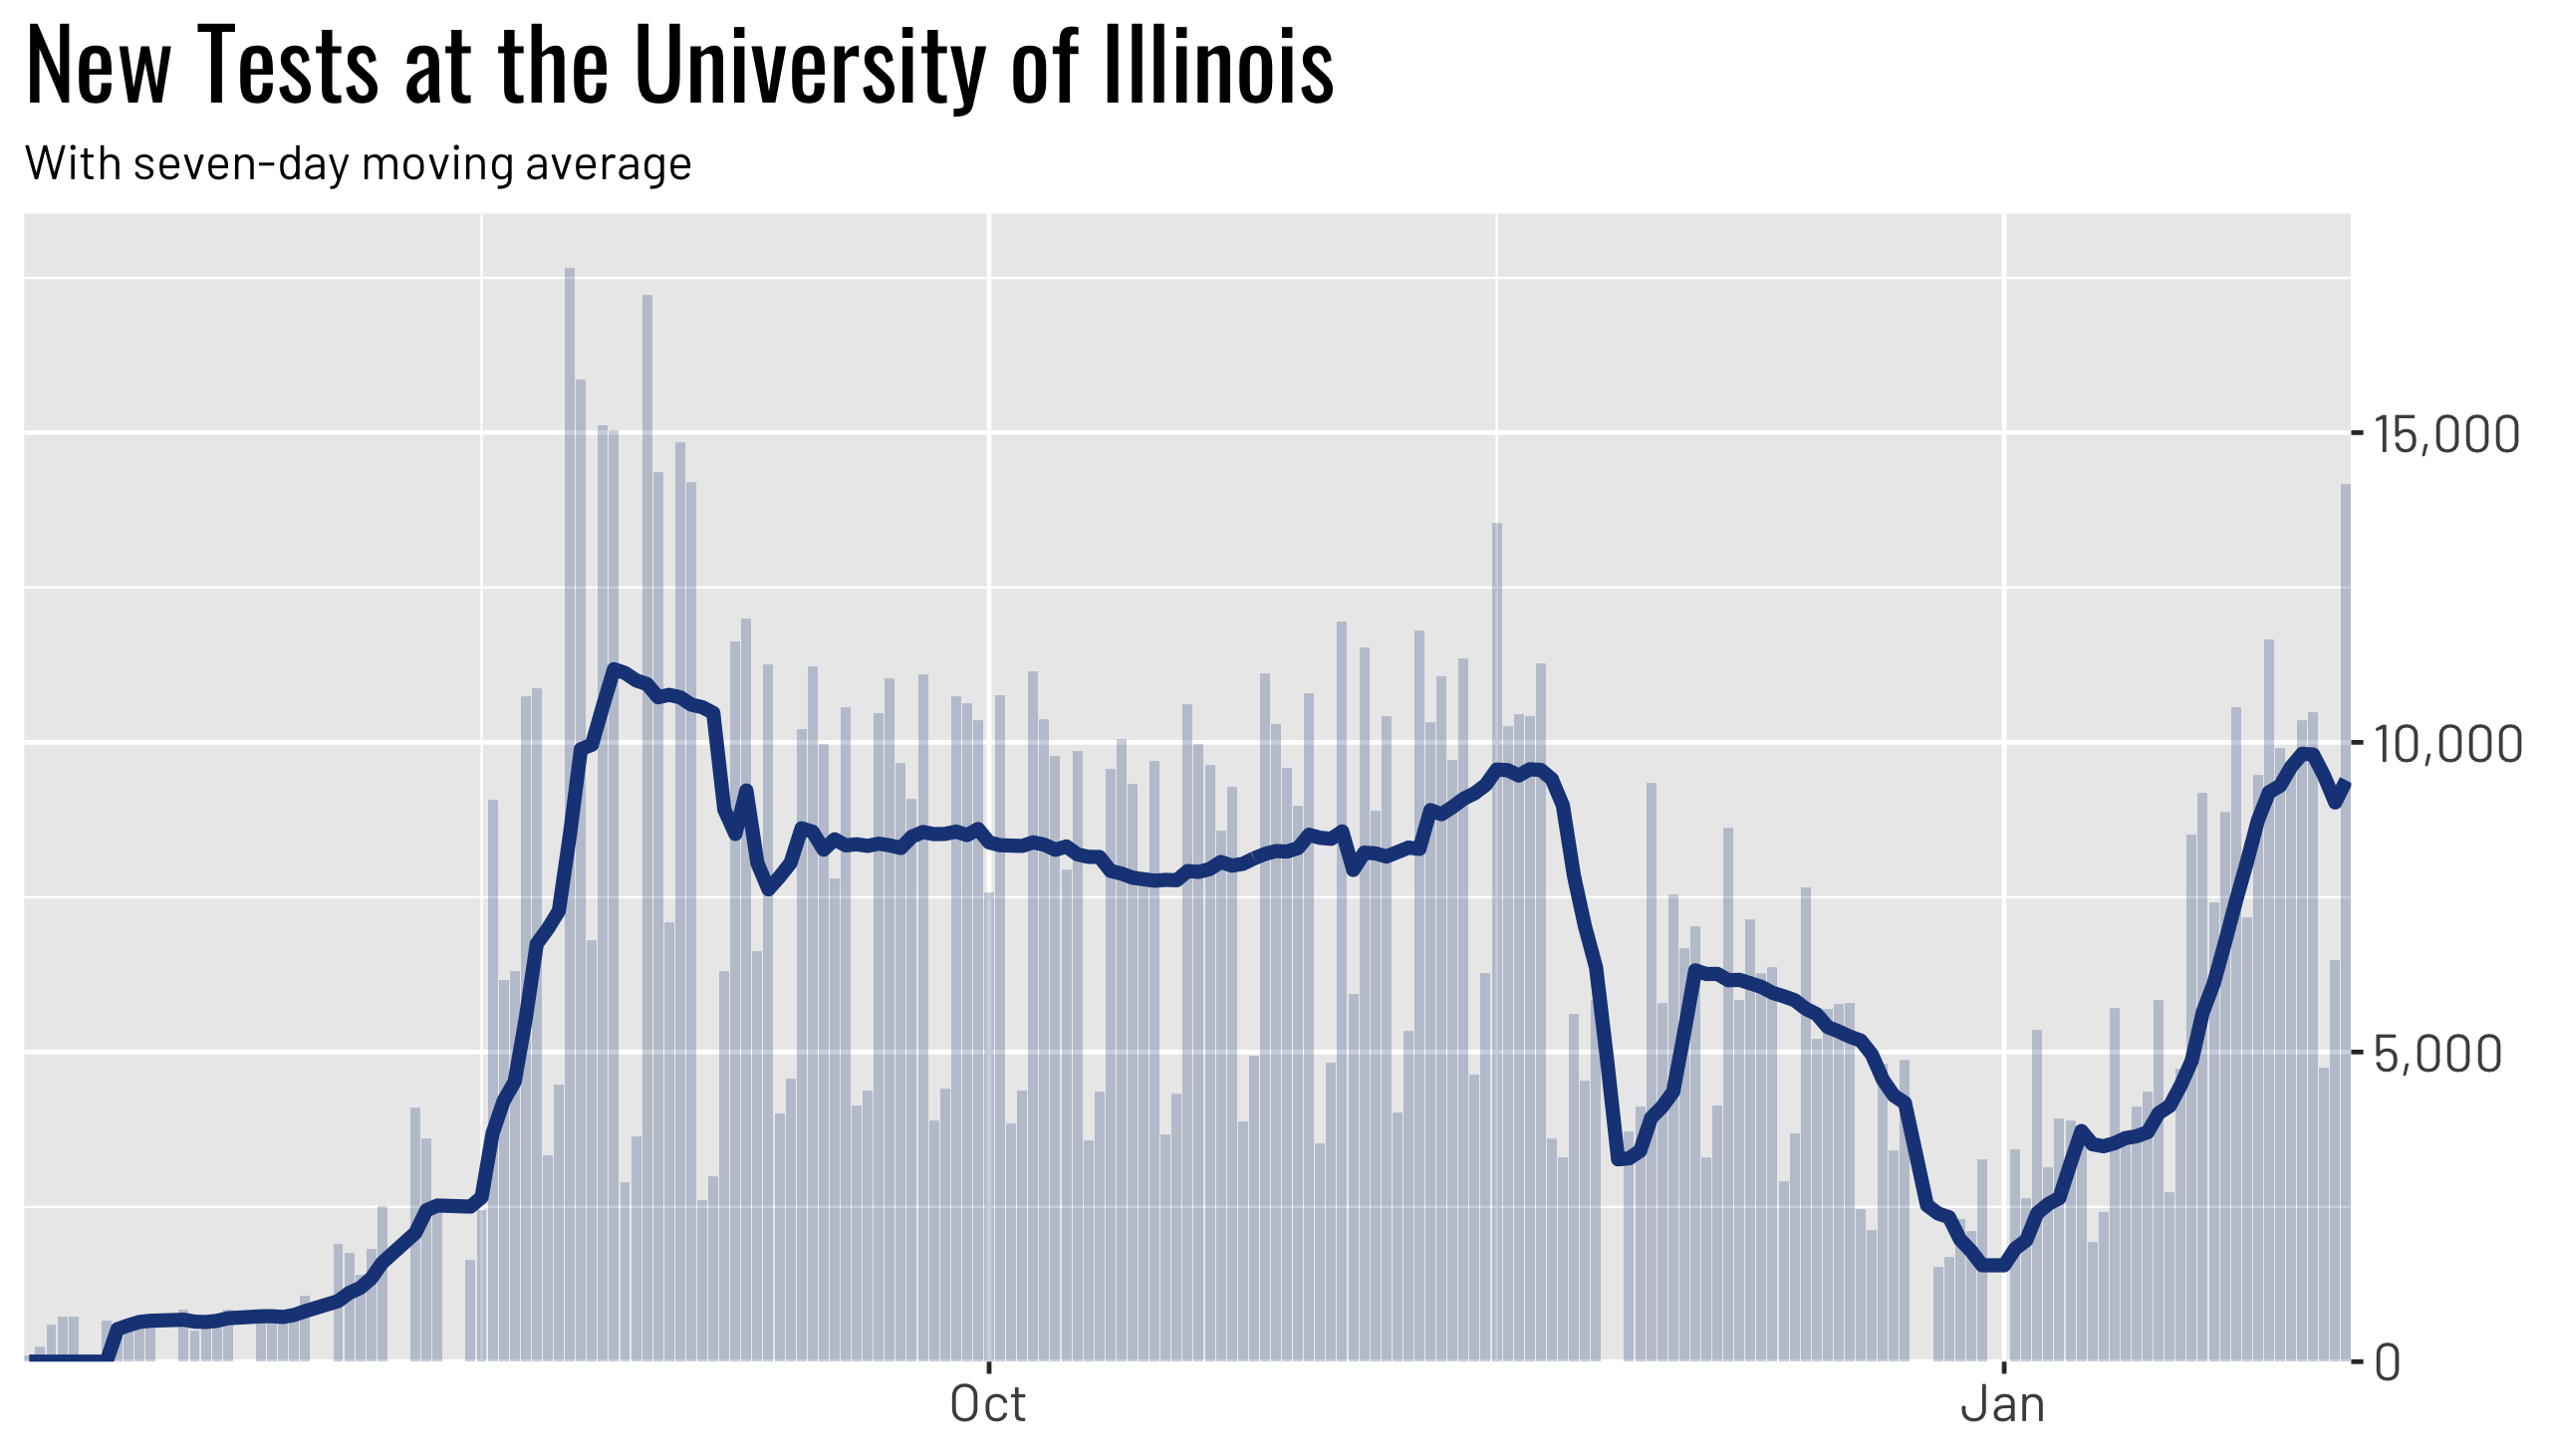 New Tests at the University of Illinois
With seven-day moving average
15,000
10,000
5,000
0
Oct
Jan